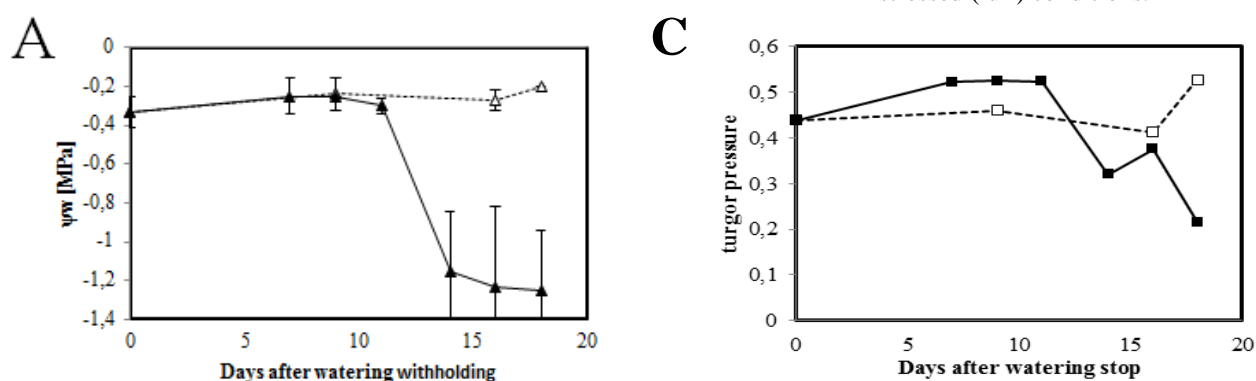 A
0
-0,2
-0,4
-0,6
-0,8
-1
-1,2
-1,4
ψw [MPa]
0 5 10 15 20
Days after watering withholding
C
0,6
0,5
0,4
0,3
0,2
0,1
0
turgor pressure
0 5 10 15 20
Days after watering stop